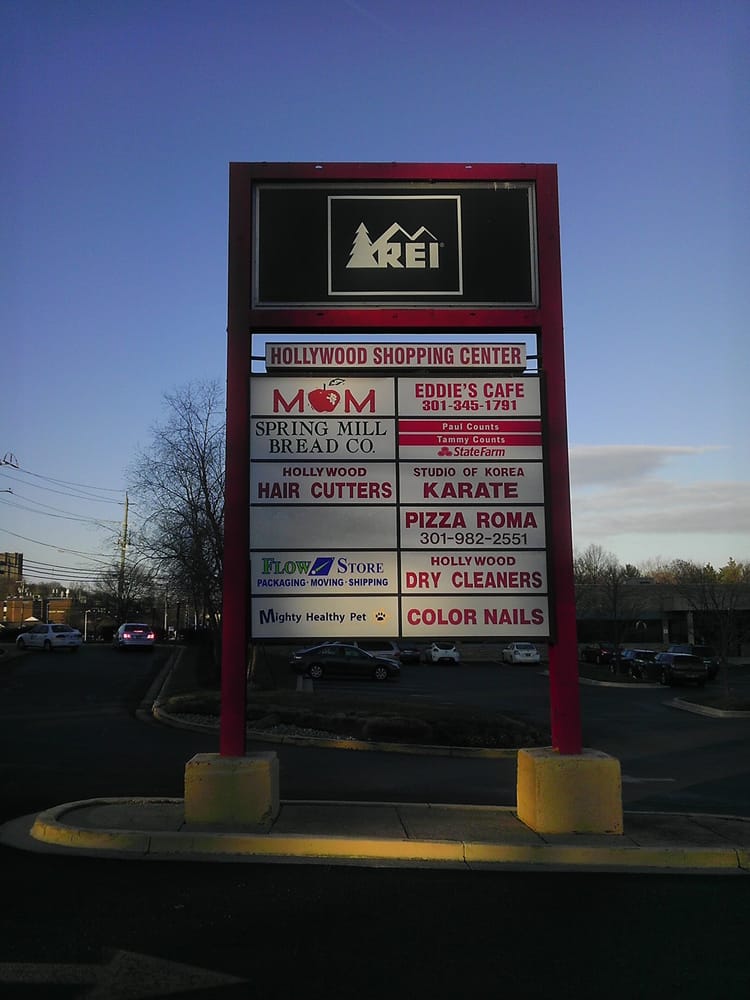 REI
HOLLYWOOD SHOPPING CENTER
MOM
EDDIE'S CAFE
301-345-1791
SPRING MILL
BREAD CO.
Paul Counts
Tammy Counts
StateFarm
HOLLYWOOD
HAIR CUTTERS
STUDIO OF KOREA
KARATE
PIZZA ROMA
301-982-2551
FLOW STORE
PACKAGING · MOVING · SHIPPING
HOLLYWOOD
DRY CLEANERS
Mighty Healthy Pet
COLOR NAILS